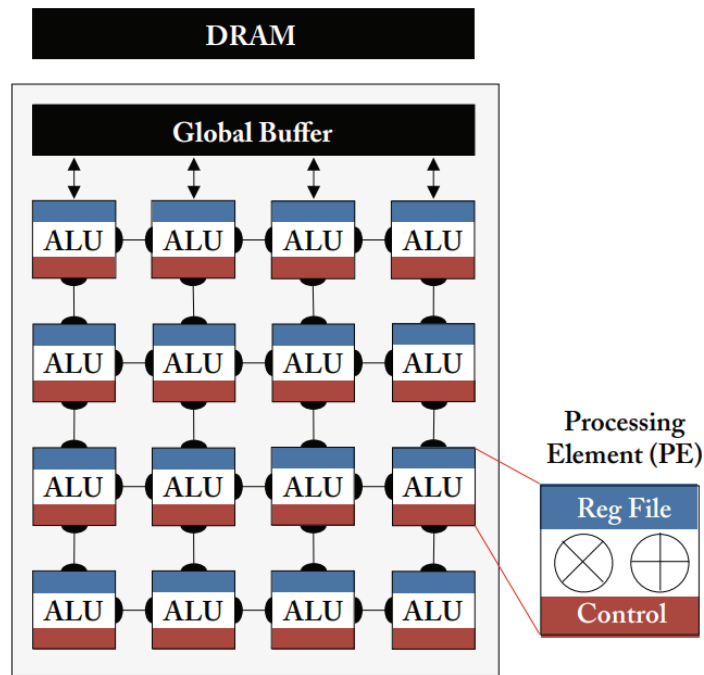 DRAM
Global Buffer
ALU ALU ALU ALU
ALU ALU ALU ALU
ALU ALU ALU ALU
ALU ALU ALU ALU
Processing
Element (PE)
Reg File
Control